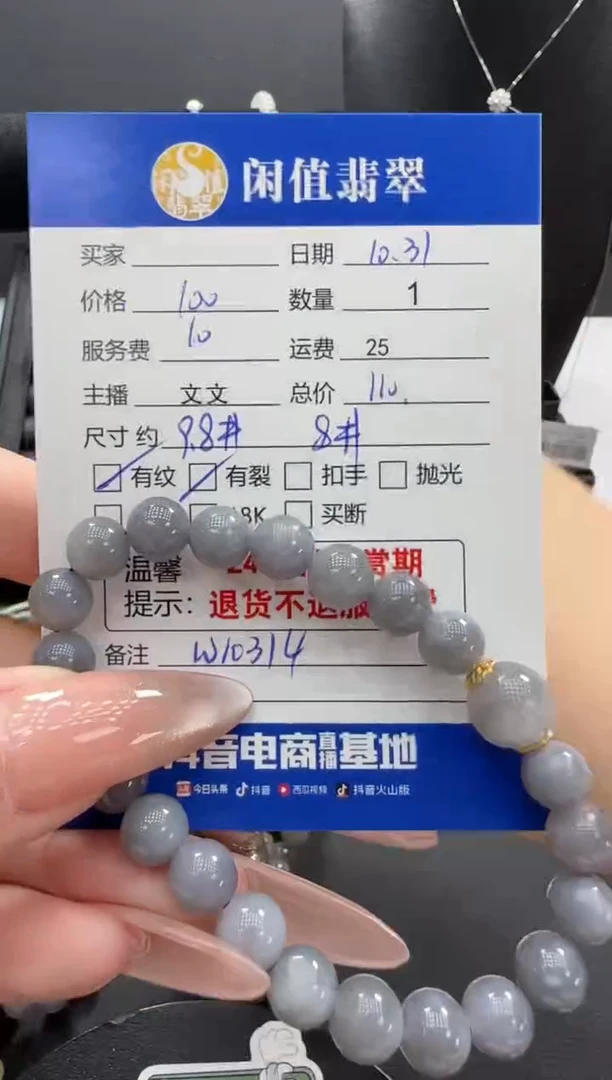 闲值翡翠
买家 日期 10.31
价格 100 数量 1
服务费 10 运费 25
主播 文文 总价 110.
尺寸 约 9.8# 8#
有纹 有裂 扣手 抛光
8K 买断
温馨 24 常期
提示: 退货不退服
备注 W10314
抖音电商直播基地
今日头条 抖音 西瓜视频 抖音火山版